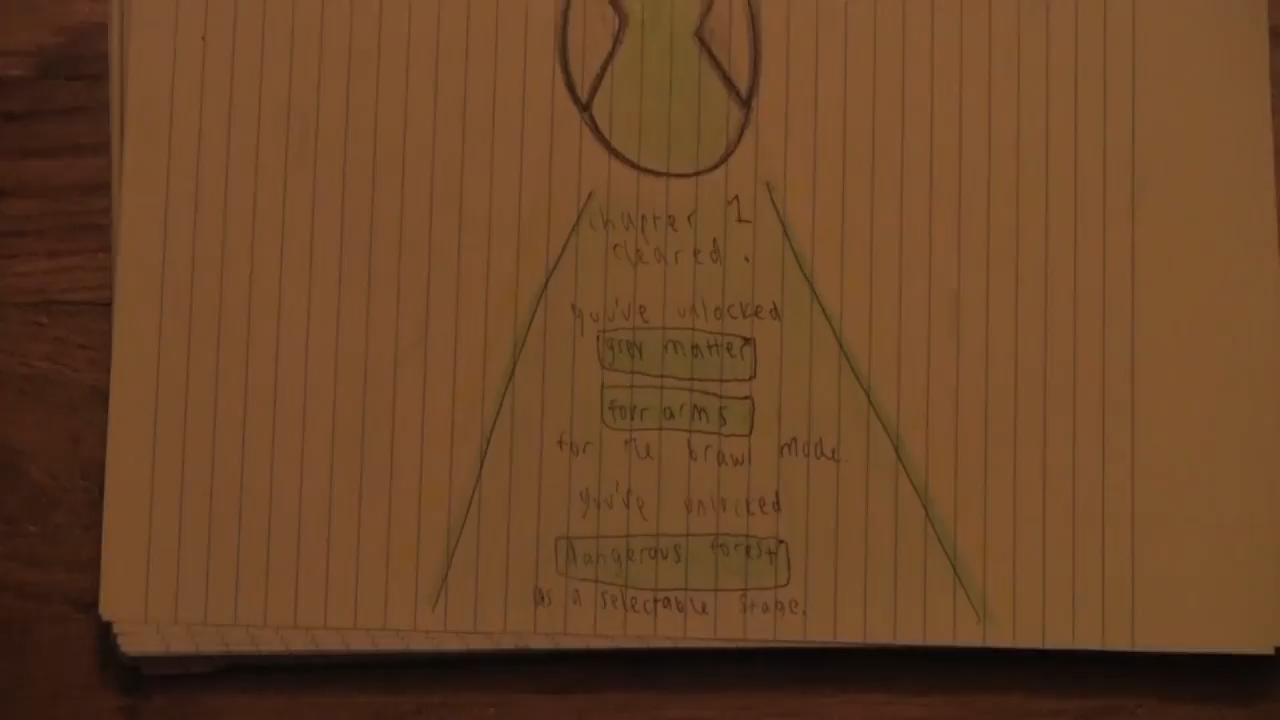 chapter 1
cleared.
you've unlocked
grey matter
four arms
for the brawl mode.
you've unlocked
dangerous forest
as a selectable stage.